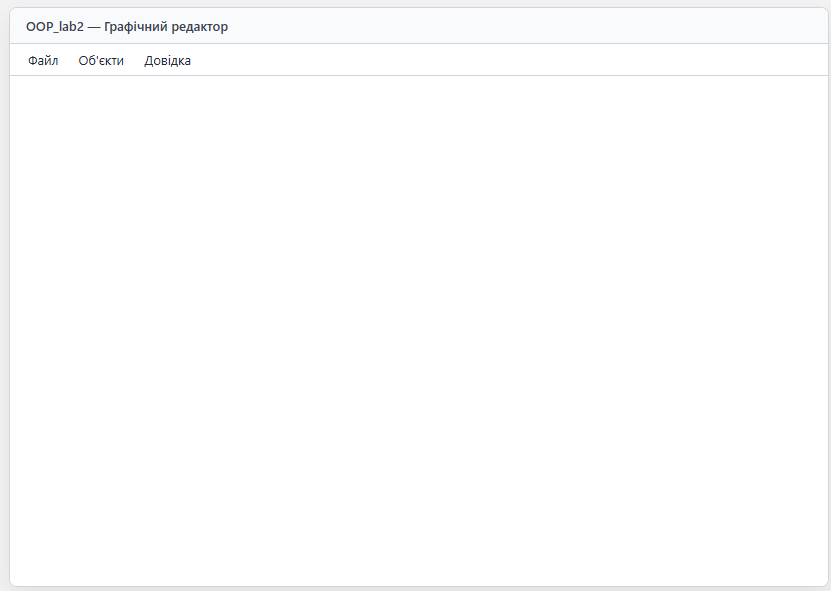 OOP_lab2 — Графічний редактор
Файл Об'єкти Довідка